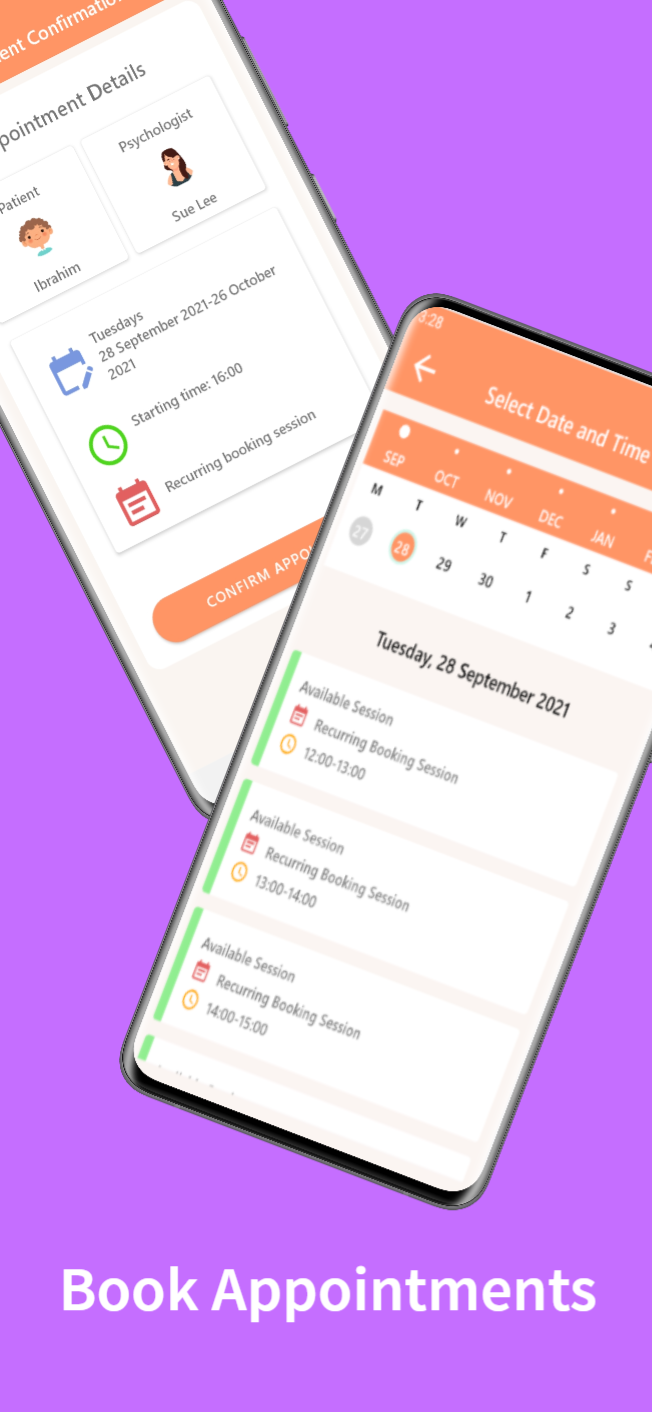 ent Confirmation
pointment Details
Patient
Ibrahim
Psychologist
Sue Lee
Tuesdays
28 September 2021-26 October
2021
Starting time: 16:00
Recurring booking session
CONFIRM APPO
3:28
Select Date and Time
SEP OCT NOV DEC JAN F
M T W T F S S
27 28 29 30 1 2 3
Tuesday, 28 September 2021
Available Session
Recurring Booking Session
12:00-13:00
Available Session
Recurring Booking Session
13:00-14:00
Available Session
Recurring Booking Session
14:00-15:00
Book Appointments